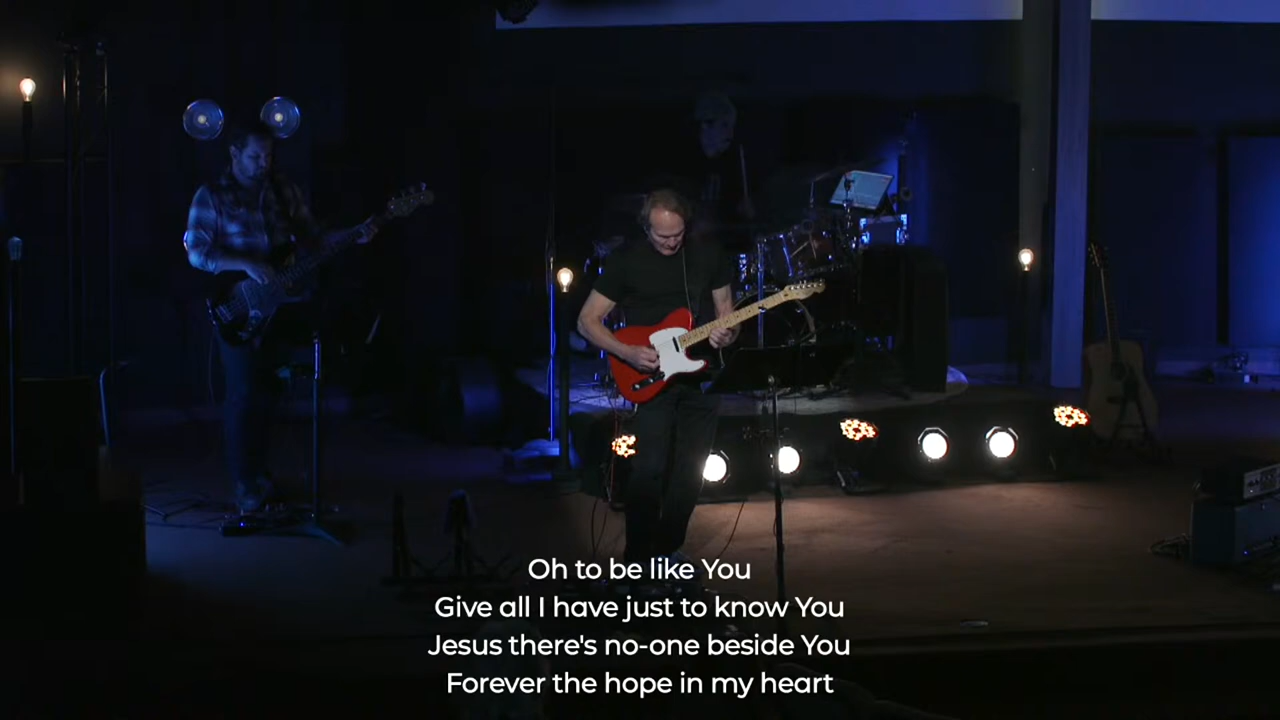 Oh to be like You
Give all I have just to know You
Jesus there's no-one beside You
Forever the hope in my heart